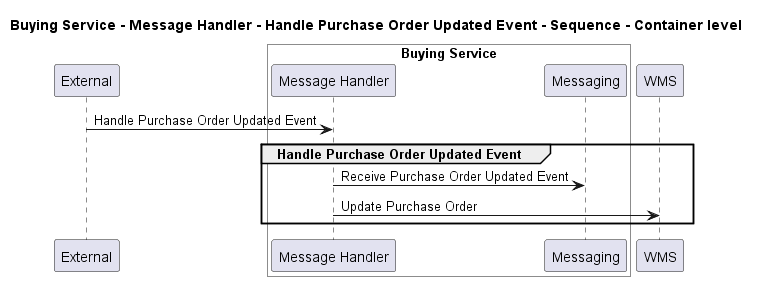 Buying Service - Message Handler - Handle Purchase Order Updated Event - Sequence - Container level
Buying Service
External
Message Handler
Messaging
WMS
Handle Purchase Order Updated Event
Handle Purchase Order Updated Event
Receive Purchase Order Updated Event
Update Purchase Order
External
Message Handler
Messaging
WMS